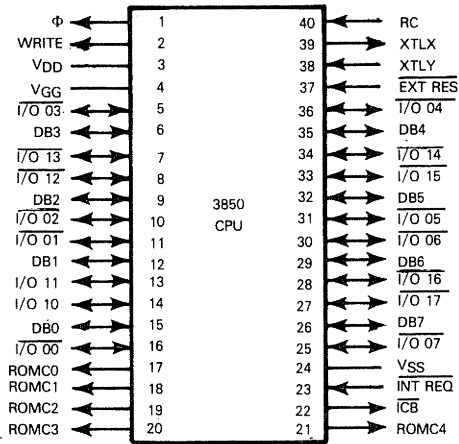 Φ 1 40 RC
WRITE 2 39 XTLX
VDD 3 38 XTLY
VGG 4 37 EXT RES
I/O 03 5 36 I/O 04
DB3 6 35 DB4
I/O 13 7 34 I/O 14
I/O 12 8 33 I/O 15
DB2 9 3850 32 DB5
I/O 02 10 CPU 31 I/O 05
I/O 01 11 30 I/O 06
DB1 12 29 DB6
I/O 11 13 28 I/O 16
I/O 10 14 27 I/O 17
DB0 15 26 DB7
I/O 00 16 25 I/O 07
ROMC0 17 24 VSS
ROMC1 18 23 INT REQ
ROMC2 19 22 ICB
ROMC3 20 21 ROMC4